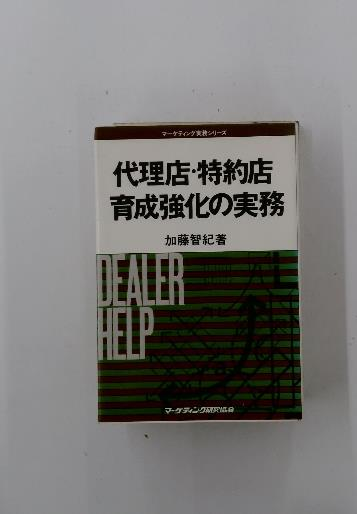 マーケティング実務シリーズ
代理店·特約店
育成強化の実務
加藤智紀著
DEALER
HELP
マーケティング研究協会